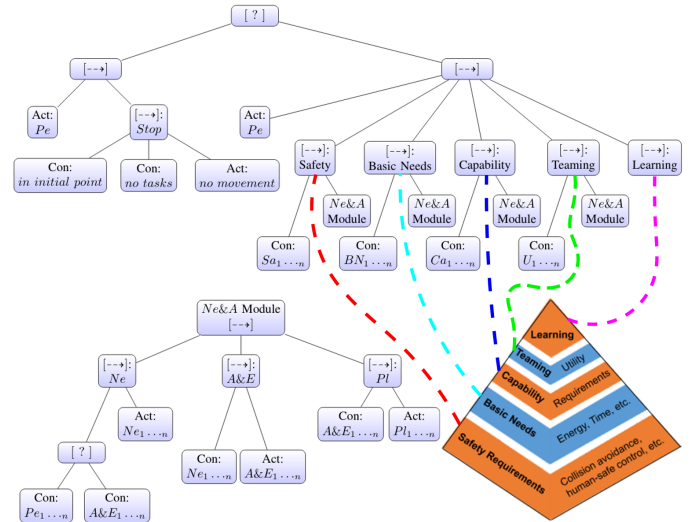 [ ? ]
[--→]
[--→]
Act:
Pe
[--→]:
Stop
Act:
Pe
[--→]:
Safety
[--→]:
Basic Needs
[--→]:
Capability
[--→]:
Teaming
[--→]:
Learning
Con:
in initial point
Con:
no tasks
Act:
no movement
Ne&A
Module
Ne&A
Module
Ne&A
Module
Ne&A
Module
Con:
Sa₁ …ₙ
Con:
BN₁ …ₙ
Con:
Ca₁ …ₙ
Con:
U₁ …ₙ
Ne&A Module
[--→]
[--→]:
Ne
[--→]:
A&E
[--→]:
Pl
Act:
Ne₁ …ₙ
Con:
A&E₁ …ₙ
Act:
Pl₁ …ₙ
[ ? ]
Con:
Ne₁ …ₙ
Act:
A&E₁ …ₙ
Con:
Pe₁ …ₙ
Con:
A&E₁ …ₙ
Learning
Teaming
Utility
Capability
Requirements
Basic Needs
Energy, Time, etc.
Safety Requirements
Collision avoidance,
human-safe control, etc.